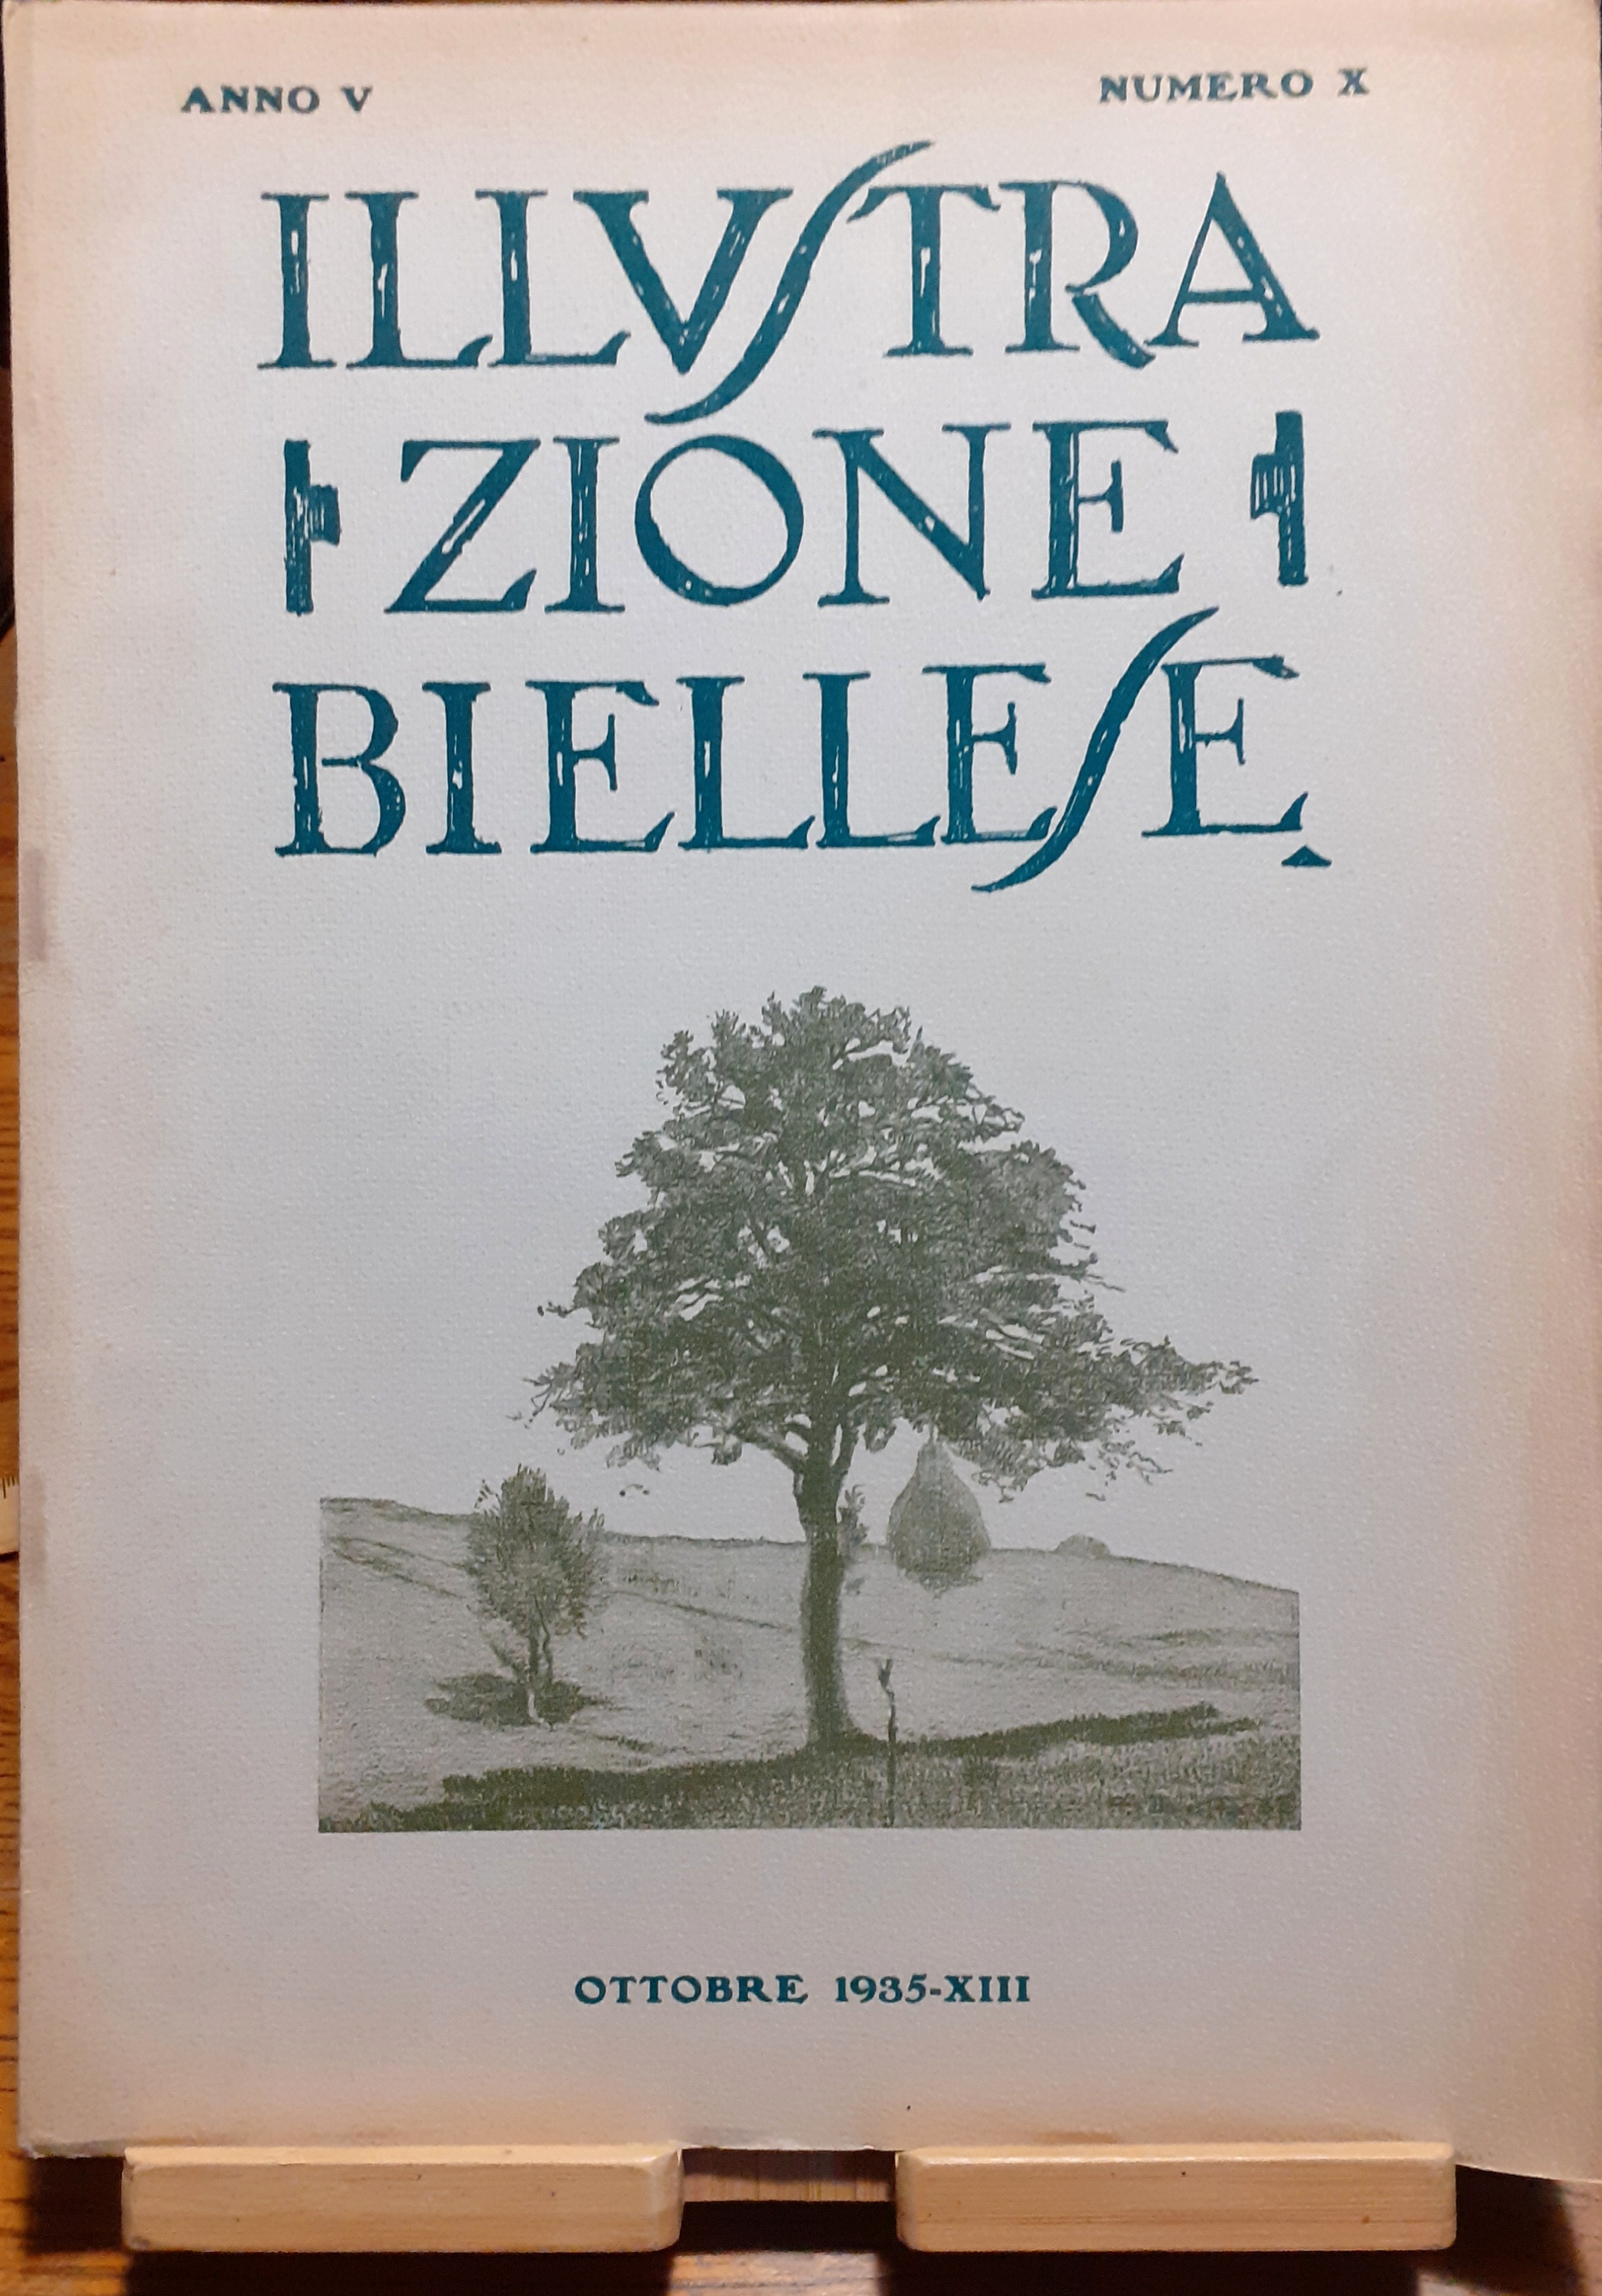 ANNO V
NUMERO X
ILLVSTRA
ZIONE
BIELLESE
OTTOBRE 1935-XIII